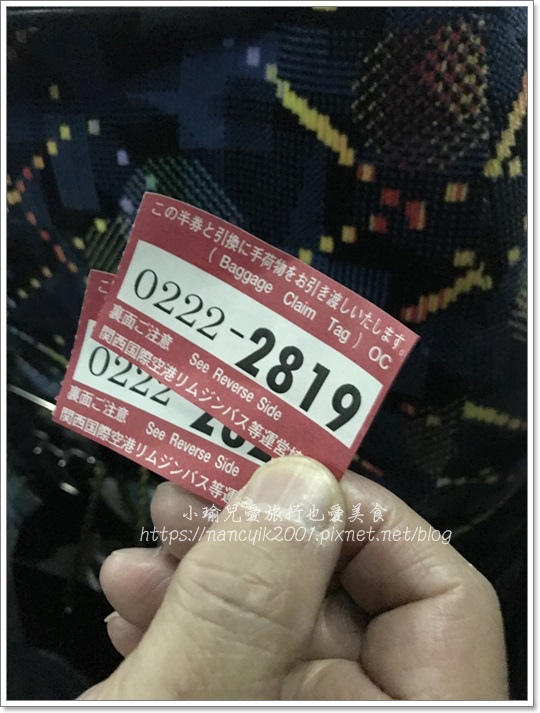 この半券と引換に手荷物をお引き渡しいたします。
( Baggage Claim Tag ) OC
0222-2819
裏面ご注意 See Reverse Side
関西国際空港リムジンバス等運営
こ
0222
裏面ご注意 See Reverse Side
関西国際空港リムジンバス等運
小瑜兒愛旅行也愛美食
https://nancyik2001.pixnet.net/blog